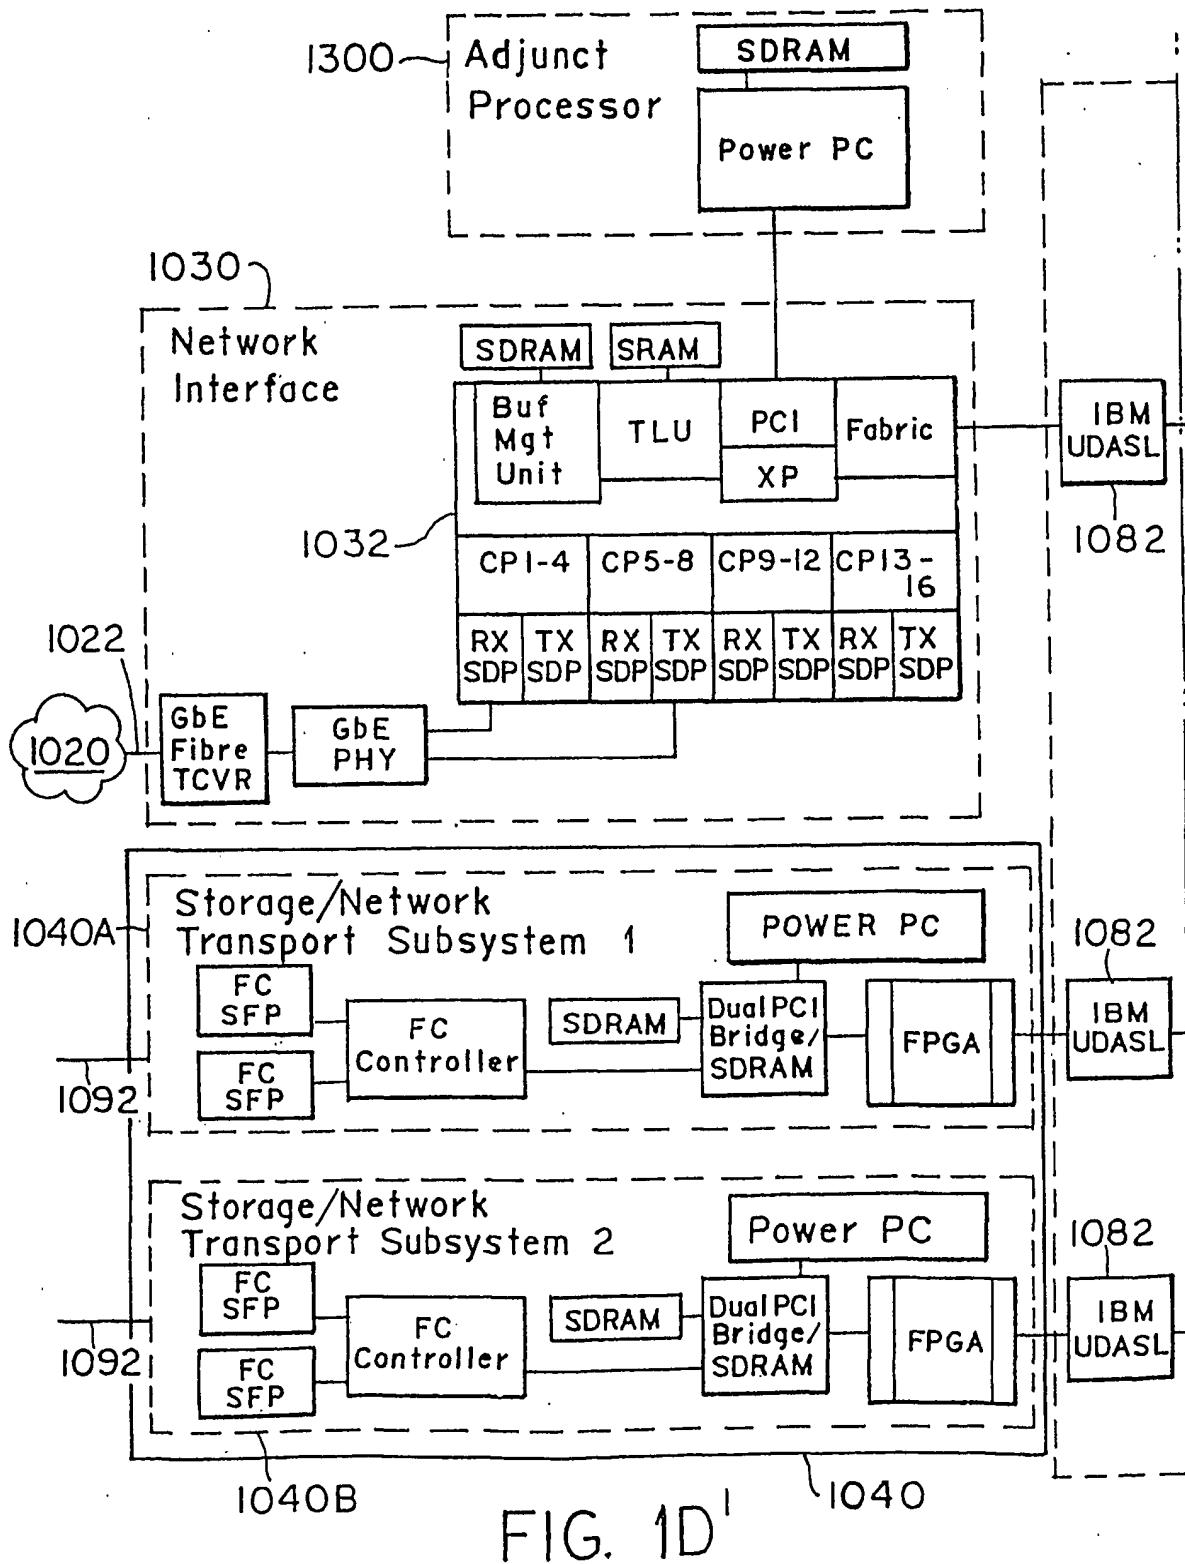 1300
Adjunct
Processor
SDRAM
Power PC
1030
Network
Interface
SDRAM
SRAM
Buf
Mgt
Unit
TLU
PCI
XP
Fabric
IBM
UDASL
1082
1032
CP1-4
CP5-8
CP9-12
CP13-
16
RX
SDP
TX
SDP
RX
SDP
TX
SDP
RX
SDP
TX
SDP
RX
SDP
TX
SDP
1022
1020
GbE
Fibre
TCVR
GbE
PHY
1040A
Storage/Network
Transport Subsystem 1
POWER PC
1082
FC
SFP
FC
SFP
FC
Controller
SDRAM
Dual PCI
Bridge/
SDRAM
FPGA
IBM
UDASL
1092
Storage/Network
Transport Subsystem 2
Power PC
1082
FC
SFP
FC
SFP
FC
Controller
SDRAM
Dual PCI
Bridge/
SDRAM
FPGA
IBM
UDASL
1092
1040B
1040
FIG. 1D'